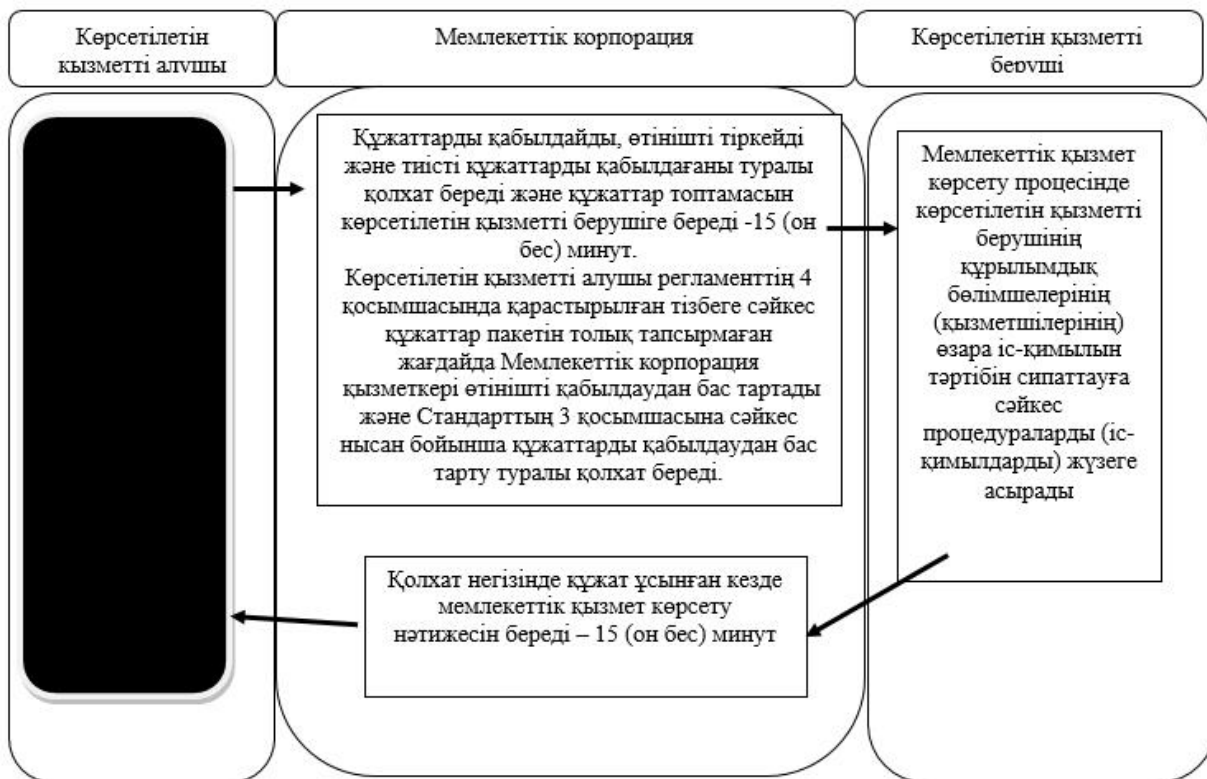 Көрсетілетін
қызметті алушы
Мемлекеттік корпорация
Көрсетілетін қызметті
беруші
Құжаттарды қабылдайды, өтінішті тіркейді
және тиісті құжаттарды қабылдағаны туралы
қолхат береді және құжаттар топтамасын
көрсетілетін қызметті берушіге береді -15 (он
бес) минут.
Көрсетілетін қызметті алушы регламенттің 4
қосымшасында қарастырылған тізбеге сәйкес
құжаттар пакетін толық тапсырмаған
жағдайда Мемлекеттік корпорация
қызметкері өтінішті қабылдаудан бас тартады
және Стандарттың 3 қосымшасына сәйкес
нысан бойынша құжаттарды қабылдаудан бас
тарту туралы қолхат береді.
Мемлекеттік қызмет
көрсету процесінде
көрсетілетін қызметті
берушінің
құрылымдық
бөлімшелерінің
(қызметшілерінің)
өзара іс-қимылын
тәртібін сипаттауға
сәйкес
процедураларды (іс-
қимылдарды) жүзеге
асырады
Қолхат негізінде құжат ұсынған кезде
мемлекеттік қызмет көрсету
нәтижесін береді – 15 (он бес) минут